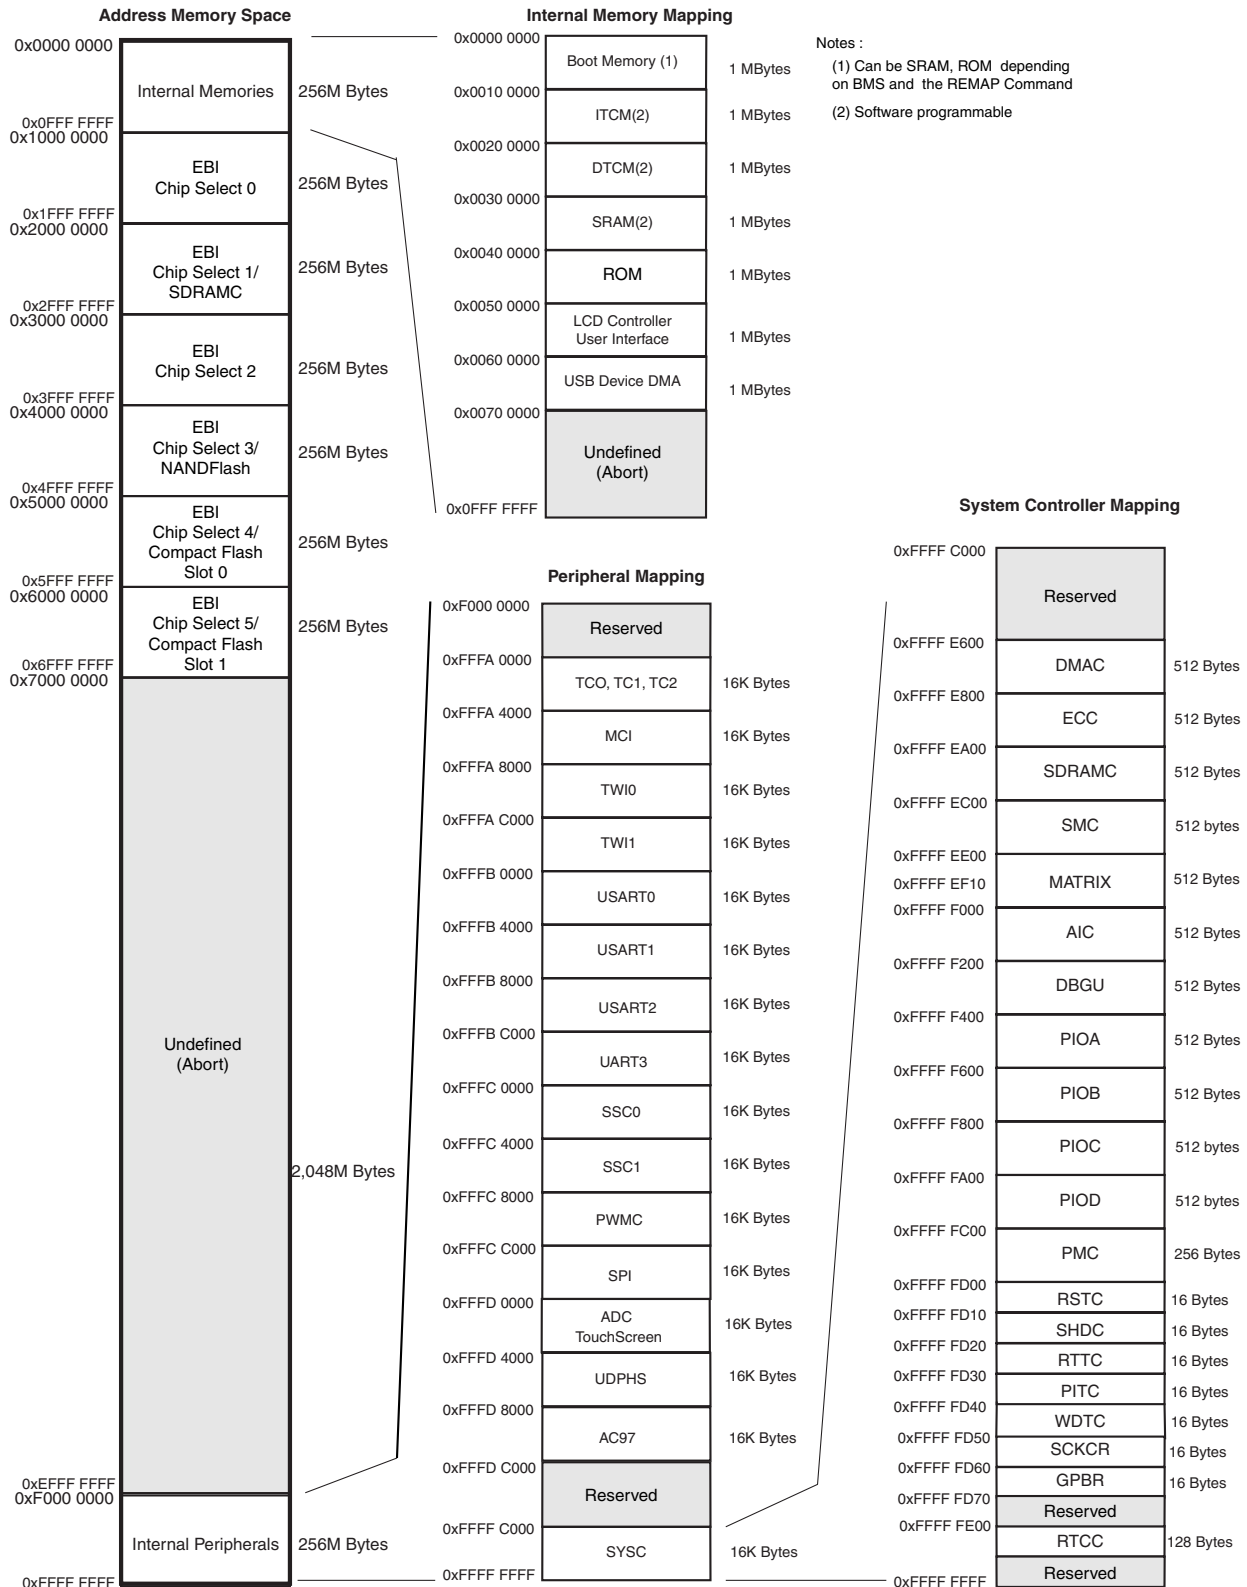 Address Memory Space
0x0000 0000
Internal Memories
256M Bytes
0x0FFF FFFF
0x1000 0000
EBI
Chip Select 0
256M Bytes
0x1FFF FFFF
0x2000 0000
EBI
Chip Select 1/
SDRAMC
256M Bytes
0x2FFF FFFF
0x3000 0000
EBI
Chip Select 2
256M Bytes
0x3FFF FFFF
0x4000 0000
EBI
Chip Select 3/
NANDFlash
256M Bytes
0x4FFF FFFF
0x5000 0000
EBI
Chip Select 4/
Compact Flash
Slot 0
256M Bytes
0x5FFF FFFF
0x6000 0000
EBI
Chip Select 5/
Compact Flash
Slot 1
256M Bytes
0x6FFF FFFF
0x7000 0000
Undefined
(Abort)
2,048M Bytes
0xEFFF FFFF
0xF000 0000
Internal Peripherals
256M Bytes
0xFFFF FFFF
Internal Memory Mapping
0x0000 0000
Boot Memory (1)
1 MBytes
0x0010 0000
ITCM(2)
1 MBytes
0x0020 0000
DTCM(2)
1 MBytes
0x0030 0000
SRAM(2)
1 MBytes
0x0040 0000
ROM
1 MBytes
0x0050 0000
LCD Controller
User Interface
1 MBytes
0x0060 0000
USB Device DMA
1 MBytes
0x0070 0000
Undefined
(Abort)
0x0FFF FFFF
Notes :
(1) Can be SRAM, ROM depending
on BMS and the REMAP Command
(2) Software programmable
Peripheral Mapping
0xF000 0000
Reserved
0xFFFA 0000
TCO, TC1, TC2
16K Bytes
0xFFFA 4000
MCI
16K Bytes
0xFFFA 8000
TWI0
16K Bytes
0xFFFA C000
TWI1
16K Bytes
0xFFFB 0000
USART0
16K Bytes
0xFFFB 4000
USART1
16K Bytes
0xFFFB 8000
USART2
16K Bytes
0xFFFB C000
UART3
16K Bytes
0xFFFC 0000
SSC0
16K Bytes
0xFFFC 4000
SSC1
16K Bytes
0xFFFC 8000
PWMC
16K Bytes
0xFFFC C000
SPI
16K Bytes
0xFFFD 0000
ADC
TouchScreen
16K Bytes
0xFFFD 4000
UDPHS
16K Bytes
0xFFFD 8000
AC97
16K Bytes
0xFFFD C000
Reserved
0xFFFF C000
SYSC
16K Bytes
0xFFFF FFFF
System Controller Mapping
0xFFFF C000
Reserved
0xFFFF E600
DMAC
512 Bytes
0xFFFF E800
ECC
512 Bytes
0xFFFF EA00
SDRAMC
512 Bytes
0xFFFF EC00
SMC
512 bytes
0xFFFF EE00
0xFFFF EF10
MATRIX
512 Bytes
0xFFFF F000
AIC
512 Bytes
0xFFFF F200
DBGU
512 Bytes
0xFFFF F400
PIOA
512 Bytes
0xFFFF F600
PIOB
512 Bytes
0xFFFF F800
PIOC
512 bytes
0xFFFF FA00
PIOD
512 bytes
0xFFFF FC00
PMC
256 Bytes
0xFFFF FD00
RSTC
16 Bytes
0xFFFF FD10
SHDC
16 Bytes
0xFFFF FD20
RTTC
16 Bytes
0xFFFF FD30
PITC
16 Bytes
0xFFFF FD40
WDTC
16 Bytes
0xFFFF FD50
SCKCR
16 Bytes
0xFFFF FD60
GPBR
16 Bytes
0xFFFF FD70
Reserved
0xFFFF FE00
RTCC
128 Bytes
Reserved
0xFFFF FFFF